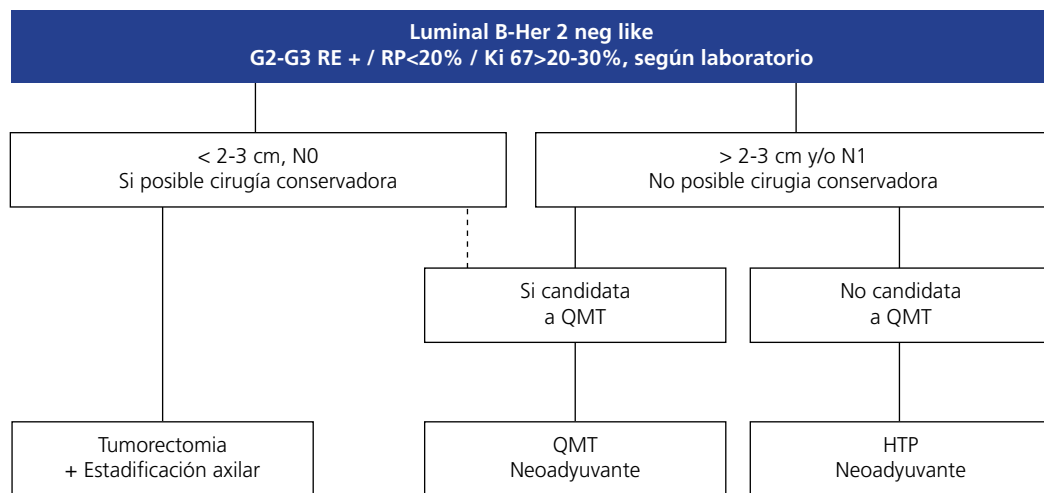 Luminal B-Her 2 neg like
G2-G3 RE + / RP<20% / Ki 67>20-30%, según laboratorio
< 2-3 cm, N0
Si posible cirugía conservadora
> 2-3 cm y/o N1
No posible cirugia conservadora
Si candidata
a QMT
No candidata
a QMT
Tumorectomia
+ Estadificación axilar
QMT
Neoadyuvante
HTP
Neoadyuvante